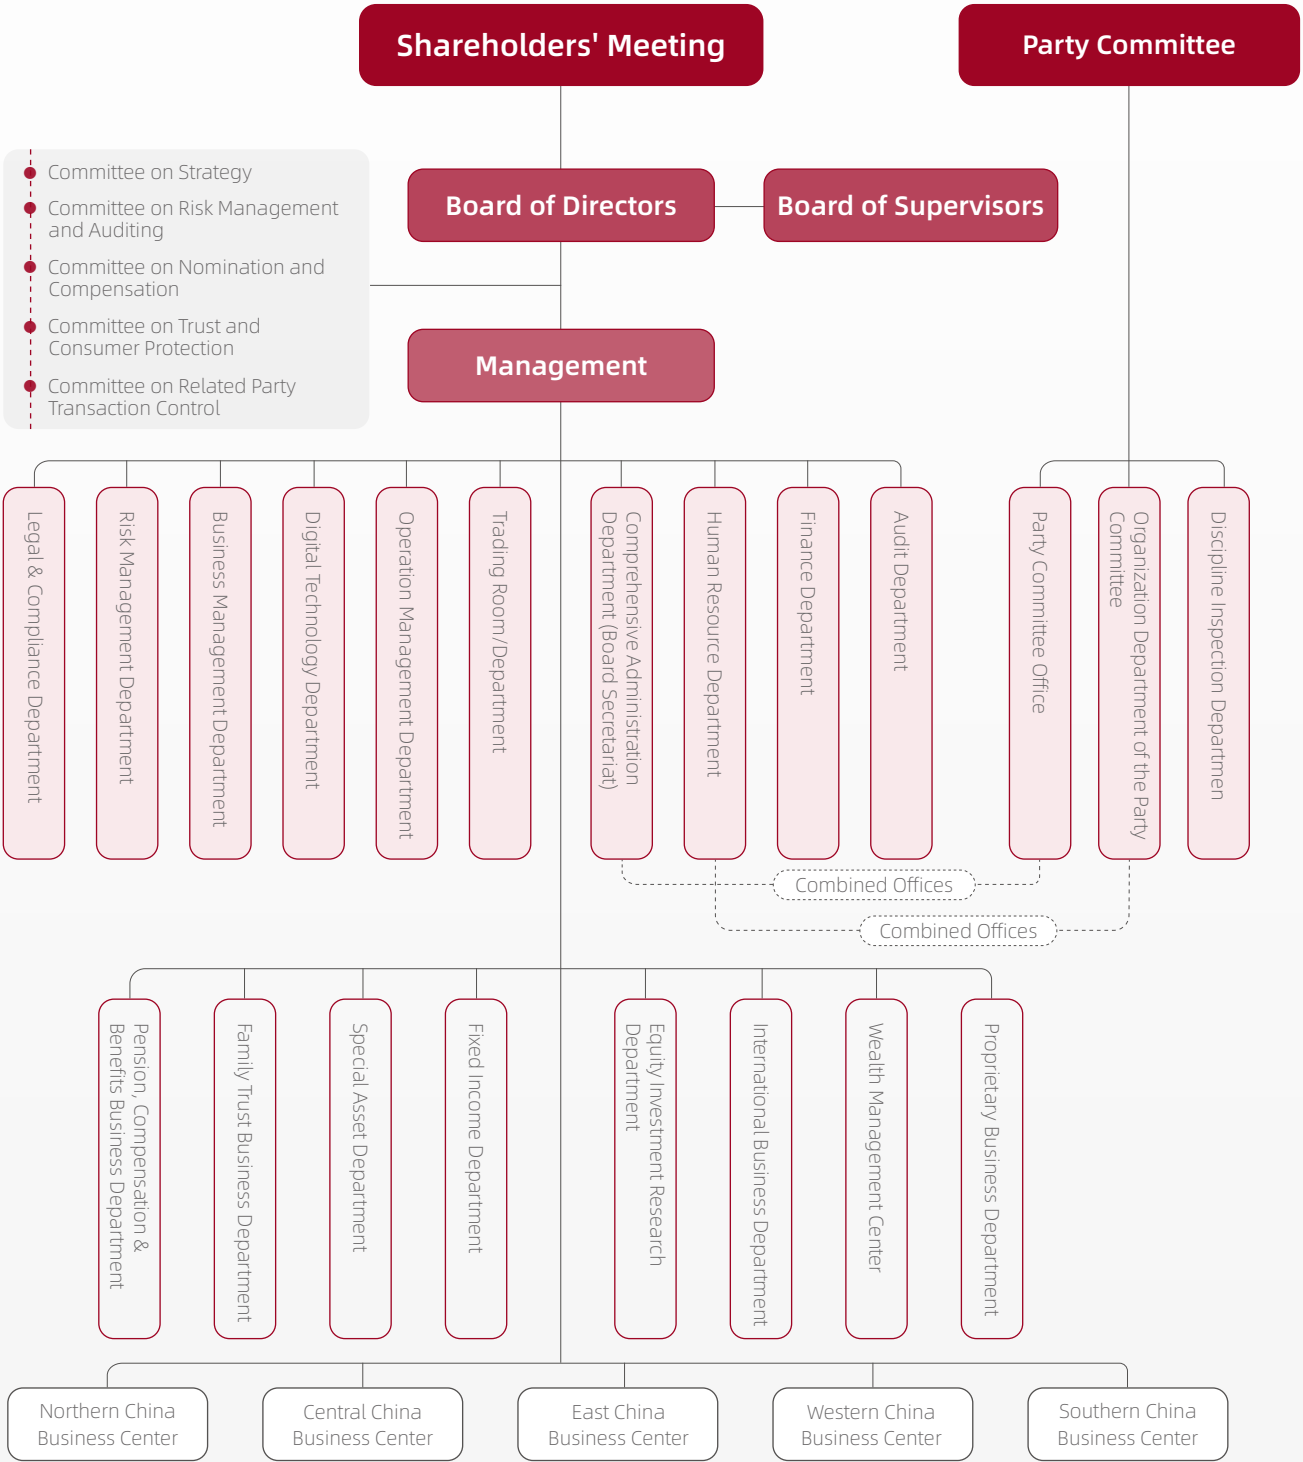 Shareholders' Meeting
Party Committee
Committee on Strategy
Committee on Risk Management
and Auditing
Committee on Nomination and
Compensation
Committee on Trust and
Consumer Protection
Committee on Related Party
Transaction Control
Board of Directors
Board of Supervisors
Management
Legal & Compliance Department
Risk Management Department
Business Management Department
Digital Technology Department
Operation Management Department
Trading Room/Department
Comprehensive Administration
Department (Board Secretariat)
Human Resource Department
Finance Department
Audit Department
Party Committee Office
Organization Department of the Party
Committee
Discipline Inspection Departmen
Combined Offices
Combined Offices
Pension, Compensation &
Benefits Business Department
Family Trust Business Department
Special Asset Department
Fixed Income Department
Equity Investment Research
Department
International Business Department
Wealth Management Center
Proprietary Business Department
Northern China
Business Center
Central China
Business Center
East China
Business Center
Western China
Business Center
Southern China
Business Center